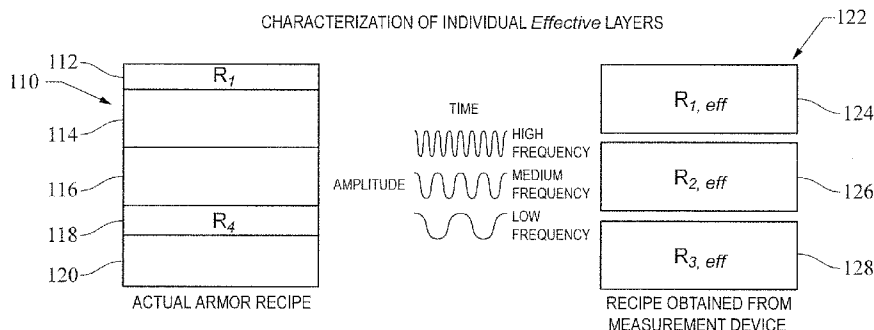 CHARACTERIZATION OF INDIVIDUAL Effective LAYERS
122
112
110
R1
114
116
118
R4
120
ACTUAL ARMOR RECIPE
TIME
AMPLITUDE
HIGH
FREQUENCY
MEDIUM
FREQUENCY
LOW
FREQUENCY
R1, eff
124
R2, eff
126
R3, eff
128
RECIPE OBTAINED FROM
MEASUREMENT DEVICE